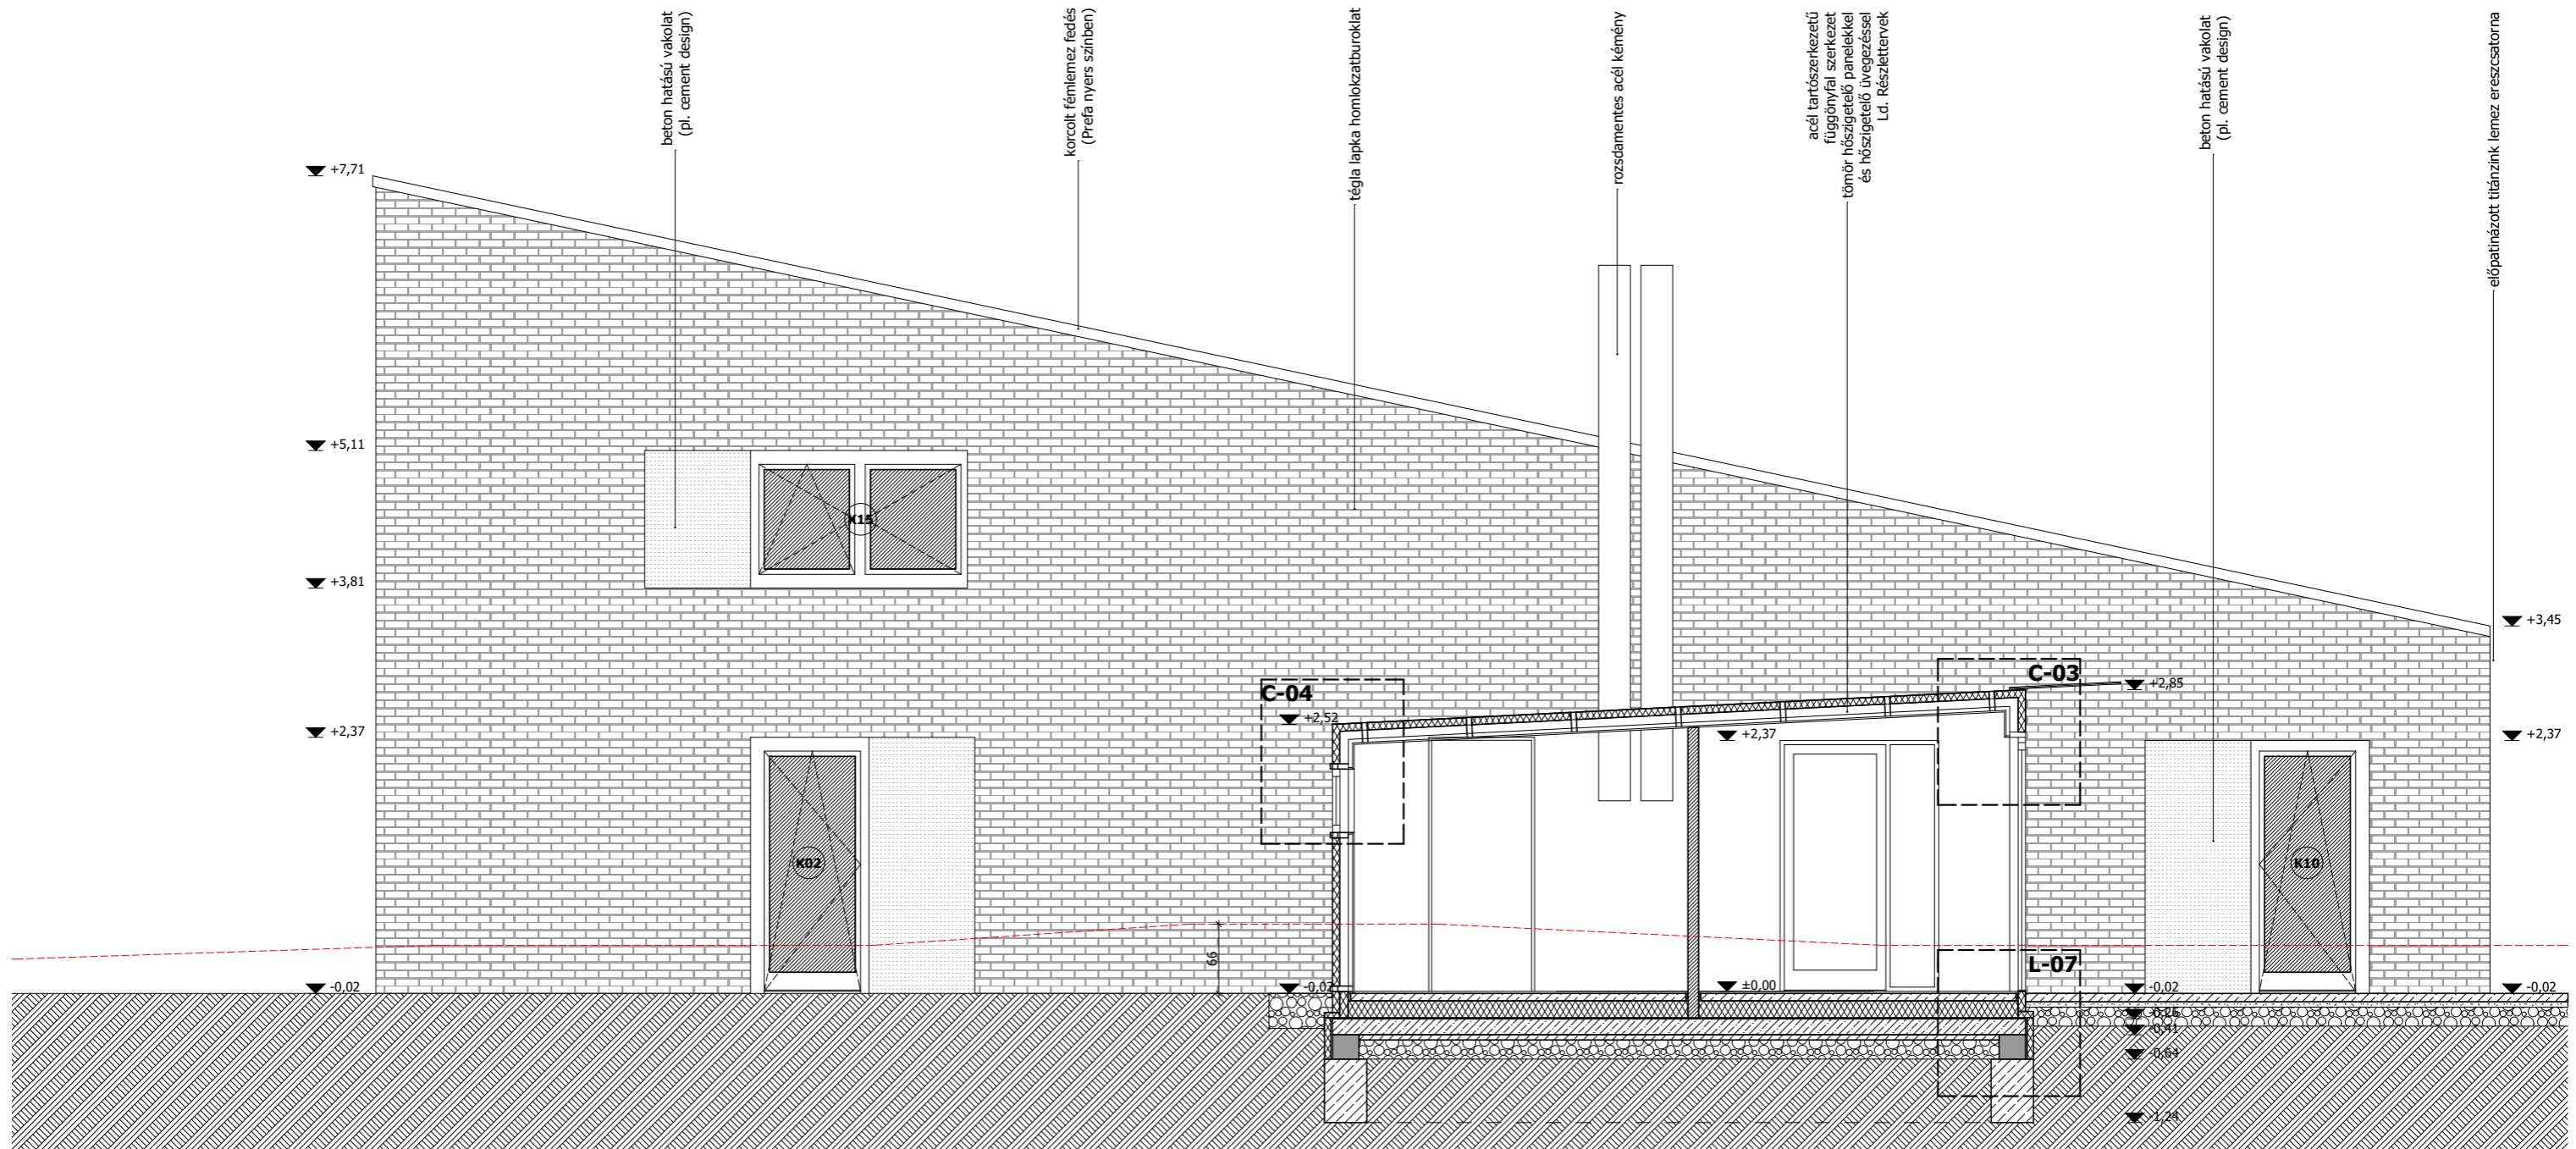 beton hatású vakolat
(pl. cement design)
korcolt fémlemez fedés
(Prefa nyers színben)
tégla lapka homlokzatburoklat
rozsdamentes acél kémény
acél tartószerkezetű
függönyfal szerkezet
tömör hőszigetelő panelekkel
és hőszigetelő üvegezéssel
Ld. Részlettervek
beton hatású vakolat
(pl. cement design)
előpatinázott titánzink lemez ereszcsatorna
+7,71
+5,11
K15
+3,81
+3,45
C-04
C-03
+2,85
+2,52
+2,37
+2,37
+2,37
K02
K10
66
L-07
-0,02
-0,02
±0,00
-0,02
-0,02
-0,26
-0,41
-0,64
-1,24